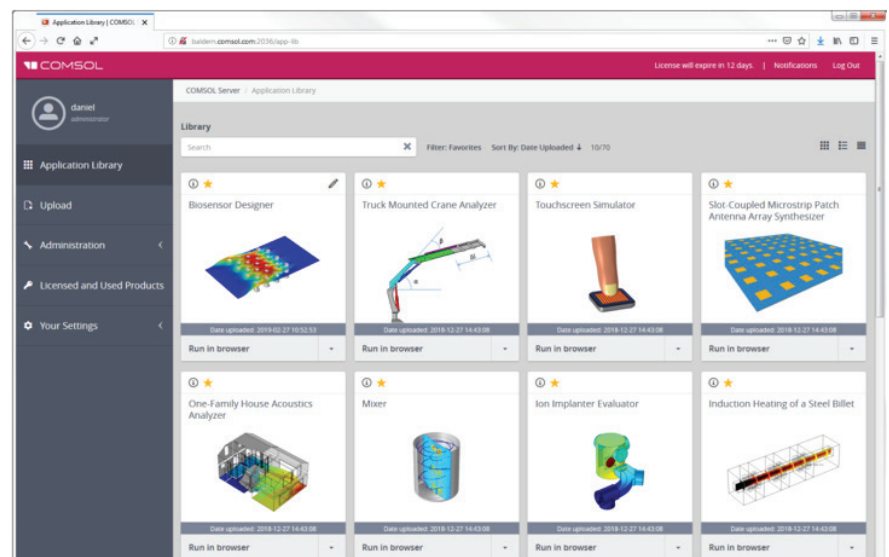 Application Library | COMSOL
baldern.comsol.com:2036/app-lib
COMSOL
License will expire in 12 days. | Notifications Log Out
daniel
administrator
Application Library
Upload
Administration
Licensed and Used Products
Your Settings
COMSOL Server / Application Library
Library
Search
Filter: Favorites Sort By: Date Uploaded ↓ 10/70
Biosensor Designer
Date uploaded: 2019-02-27 10:52:53
Run in browser
Truck Mounted Crane Analyzer
β
α
Δl
Date uploaded: 2018-12-27 14:43:08
Run in browser
Touchscreen Simulator
Date uploaded: 2018-12-27 14:43:08
Run in browser
Slot-Coupled Microstrip Patch
Antenna Array Synthesizer
Date uploaded: 2018-12-27 14:43:08
Run in browser
One-Family House Acoustics
Analyzer
Date uploaded: 2018-12-27 14:43:08
Run in browser
Mixer
Date uploaded: 2018-12-27 14:43:08
Run in browser
Ion Implanter Evaluator
Date uploaded: 2018-12-27 14:43:08
Run in browser
Induction Heating of a Steel Billet
Date uploaded: 2018-12-27 14:43:08
Run in browser